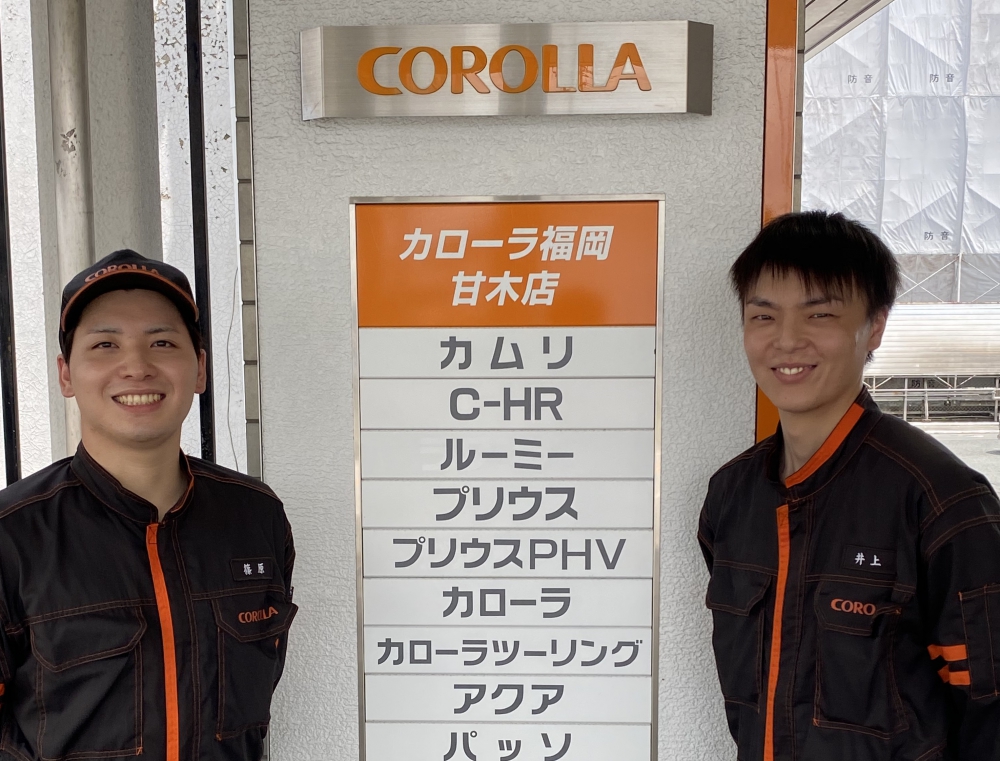 COROLLA
防音
防音
防音
防音
カローラ福岡
甘木店
カムリ
C-HR
ルーミー
プリウス
プリウスPHV
カローラ
カローラツーリング
アクア
パッソ
COROLLA
篠原
COROLLA
井上
CORO